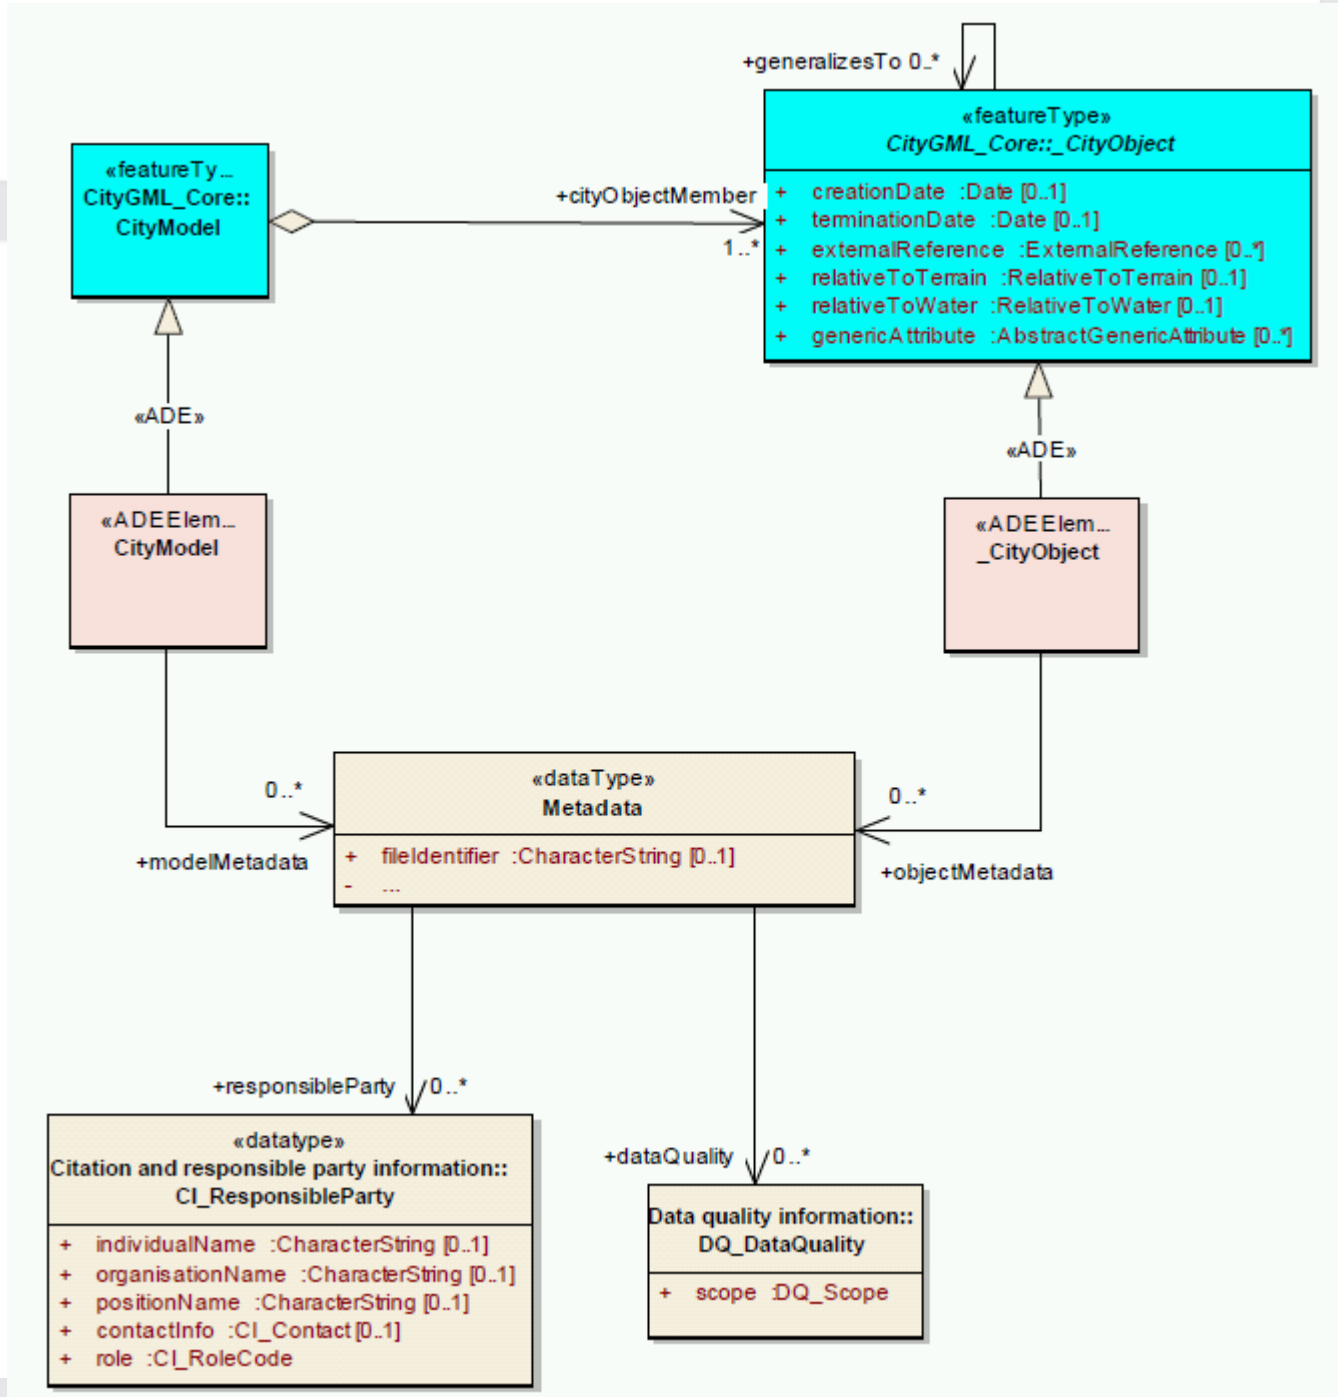 +generalizesTo 0..*
«featureType»
CityGML_Core::_CityObject
+ creationDate :Date [0..1]
+ terminationDate :Date [0..1]
+ externalReference :ExternalReference [0..*]
+ relativeToTerrain :RelativeToTerrain [0..1]
+ relativeToWater :RelativeToWater [0..1]
+ genericAttribute :AbstractGenericAttribute [0..*]
«featureTy...
CityGML_Core::
CityModel
+cityObjectMember
1..*
«ADE»
«ADE»
«ADEElem...
CityModel
«ADEElem...
_CityObject
0..*
+modelMetadata
«dataType»
Metadata
+ fileIdentifier :CharacterString [0..1]
- ...
0..*
+objectMetadata
+responsibleParty 0..*
«datatype»
Citation and responsible party information::
CI_ResponsibleParty
+ individualName :CharacterString [0..1]
+ organisationName :CharacterString [0..1]
+ positionName :CharacterString [0..1]
+ contactInfo :CI_Contact [0..1]
+ role :CI_RoleCode
+dataQuality 0..*
Data quality information::
DQ_DataQuality
+ scope :DQ_Scope